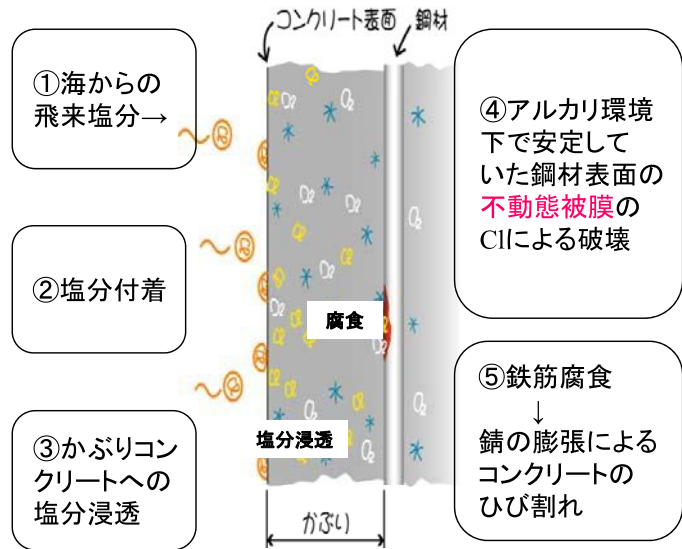 コンクリート表面
鋼材
①海からの
飛来塩分→
②塩分付着
③かぶりコン
クリートへの
塩分浸透
腐食
塩分浸透
かぶり
O₂
Cl
④アルカリ環境
下で安定して
いた鋼材表面の
不動態被膜の
Clによる破壊
⑤鉄筋腐食
↓
錆の膨張による
コンクリートの
ひび割れ